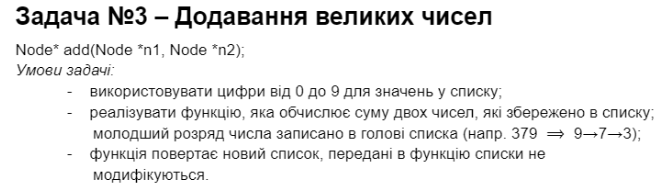 Задача №3 – Додавання великих чисел
Node* add(Node *n1, Node *n2);
Умови задачі:
- використовувати цифри від 0 до 9 для значень у списку;
- реалізувати функцію, яка обчислює суму двох чисел, які збережено в списку;
молодший розряд числа записано в голові списка (напр. 379 ⟹ 9→7→3);
- функція повертає новий список, передані в функцію списки не
модифікуються.